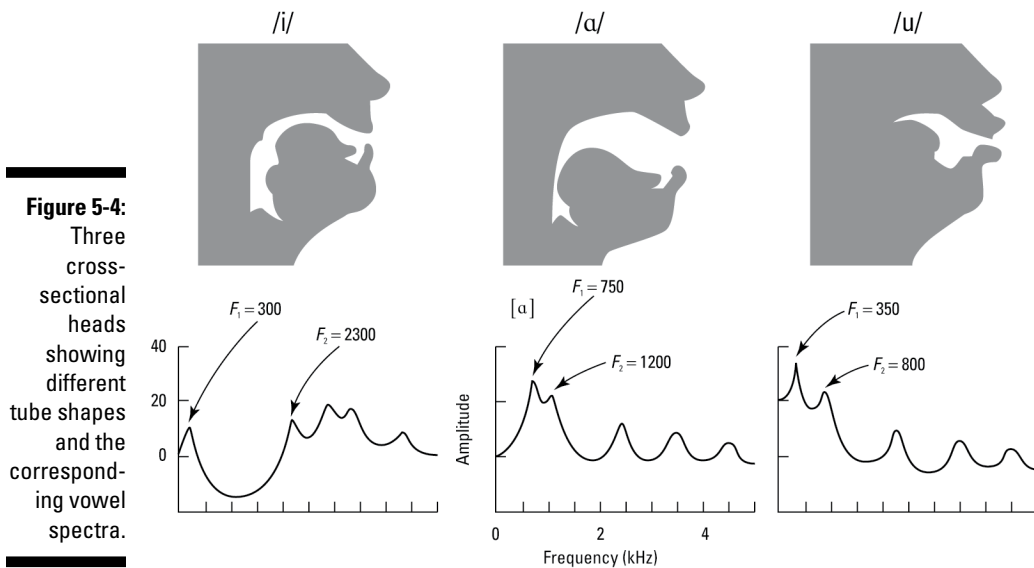 /i/
/ɑ/
/u/
Figure 5-4:
Three
cross-
sectional
heads
showing
different
tube shapes
and the
correspond-
ing vowel
spectra.
F₁ = 300
F₂ = 2300
40
20
0
[ɑ]
F₁ = 750
F₂ = 1200
Amplitude
0
2
4
Frequency (kHz)
F₁ = 350
F₂ = 800